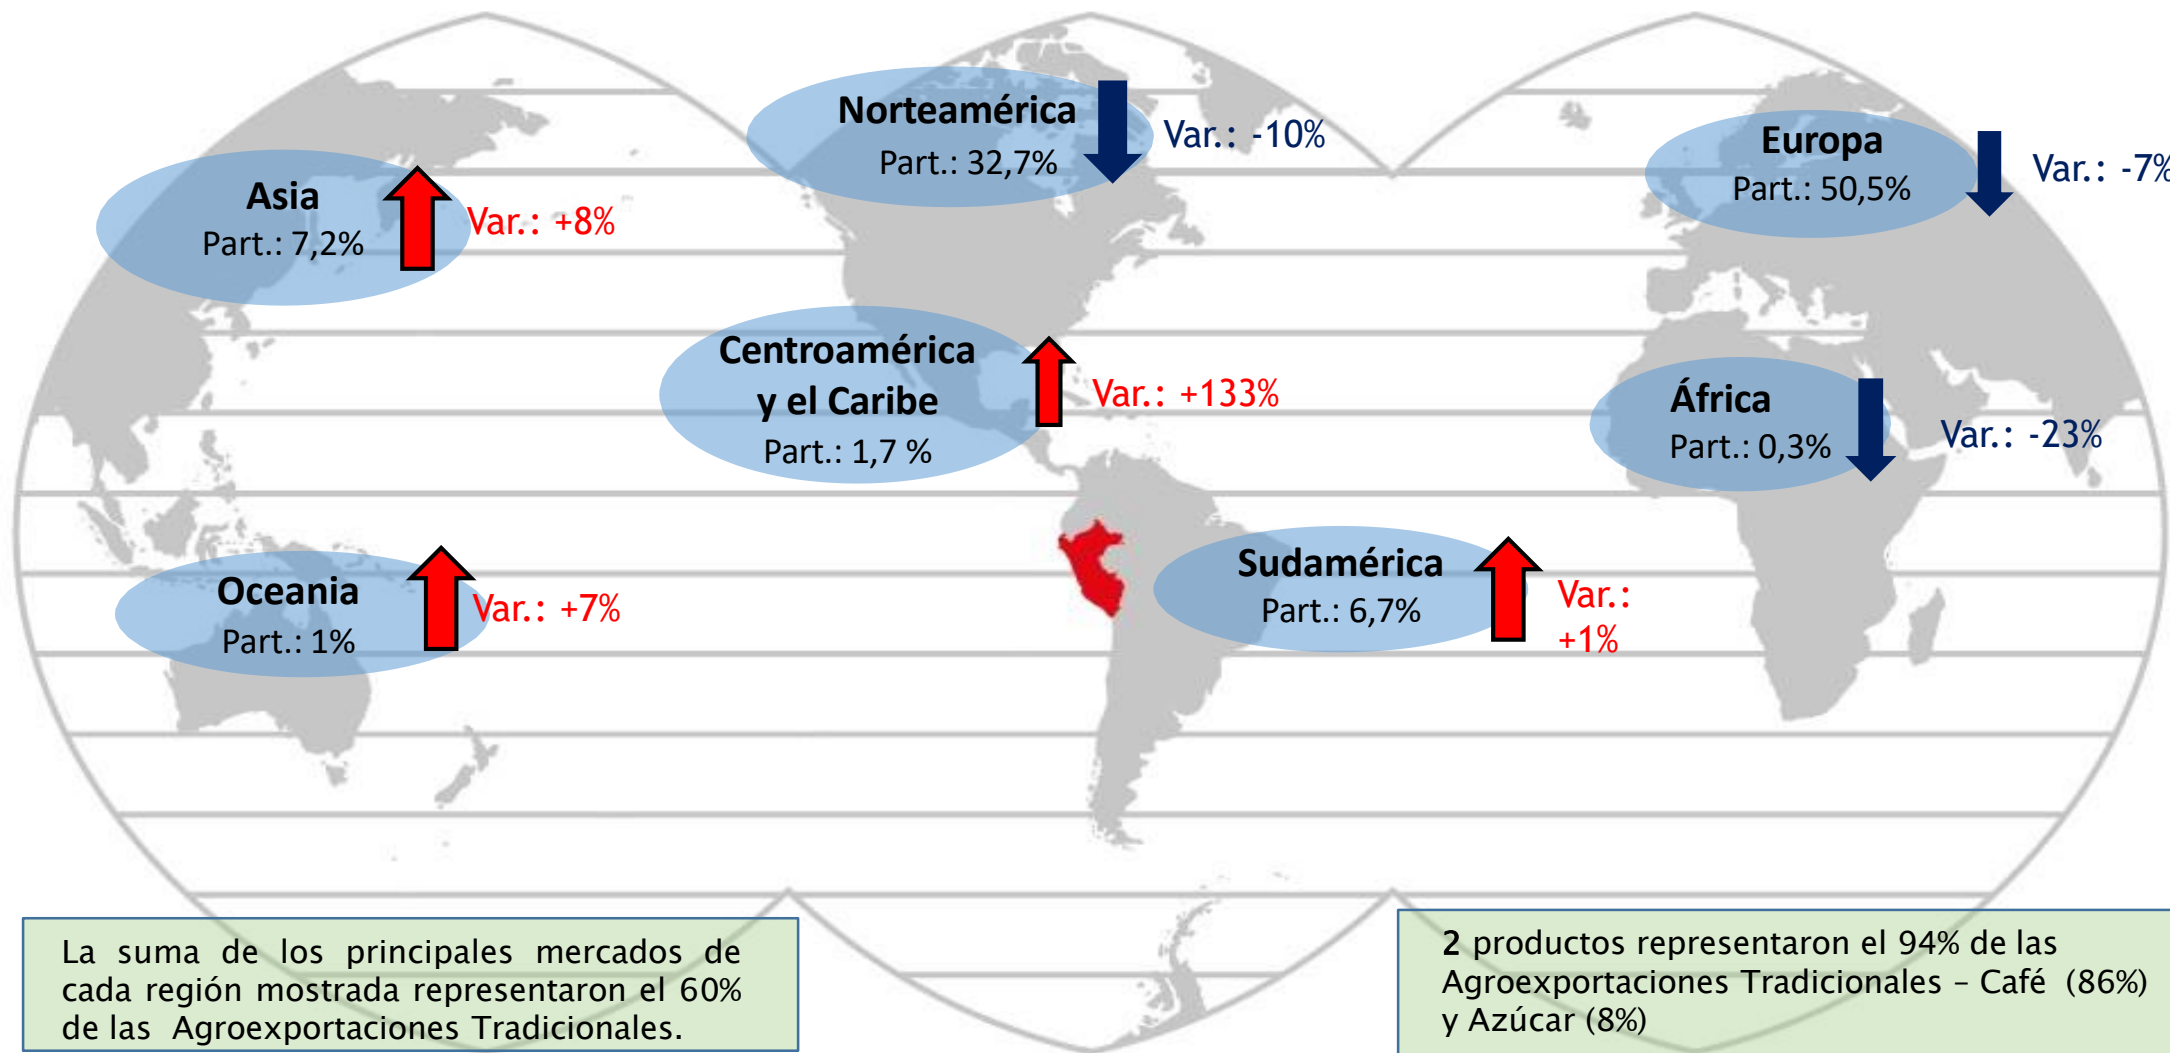 Norteamérica
Part.: 32,7%
Var.: -10%
Europa
Part.: 50,5%
Var.: -7%
Asia
Part.: 7,2%
Var.: +8%
Centroamérica
y el Caribe
Part.: 1,7 %
Var.: +133%
África
Part.: 0,3%
Var.: -23%
Oceania
Part.: 1%
Var.: +7%
Sudamérica
Part.: 6,7%
Var.:
+1%
La suma de los principales mercados de
cada región mostrada representaron el 60%
de las Agroexportaciones Tradicionales.
2 productos representaron el 94% de las
Agroexportaciones Tradicionales – Café (86%)
y Azúcar (8%)